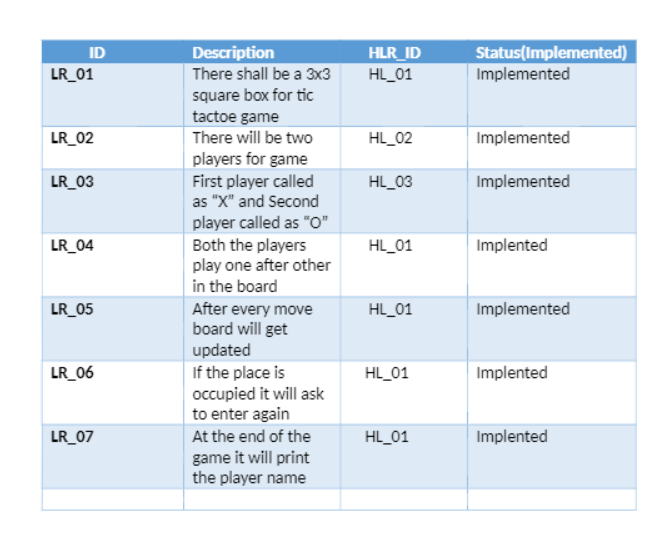 ID Description HLR_ID Status(Implemented)
LR_01 There shall be a 3x3 HL_01 Implemented
square box for tic
tactoe game
LR_02 There will be two HL_02 Implemented
players for game
LR_03 First player called HL_03 Implemented
as “X” and Second
player called as “O”
LR_04 Both the players HL_01 Implented
play one after other
in the board
LR_05 After every move HL_01 Implemented
board will get
updated
LR_06 If the place is HL_01 Implented
occupied it will ask
to enter again
LR_07 At the end of the HL_01 Implented
game it will print
the player name